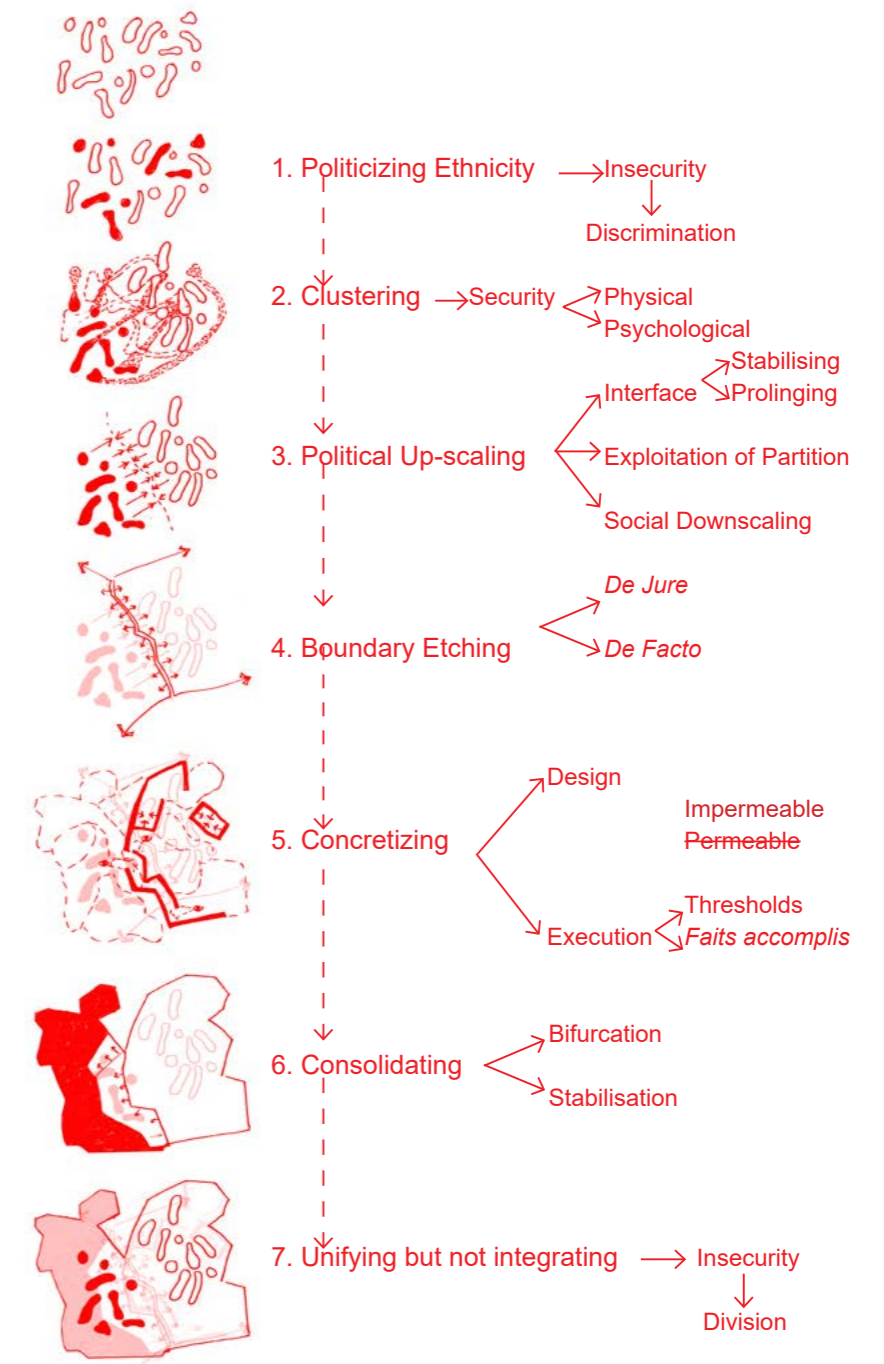 1. Politicizing Ethnicity
Insecurity
Discrimination
2. Clustering
Security
Physical
Psychological
Stabilising
Interface
Prolinging
3. Political Up-scaling
Exploitation of Partition
Social Downscaling
De Jure
4. Boundary Etching
De Facto
Design
Impermeable
5. Concretizing
Permeable
Thresholds
Execution
Faits accomplis
Bifurcation
6. Consolidating
Stabilisation
7. Unifying but not integrating
Insecurity
Division